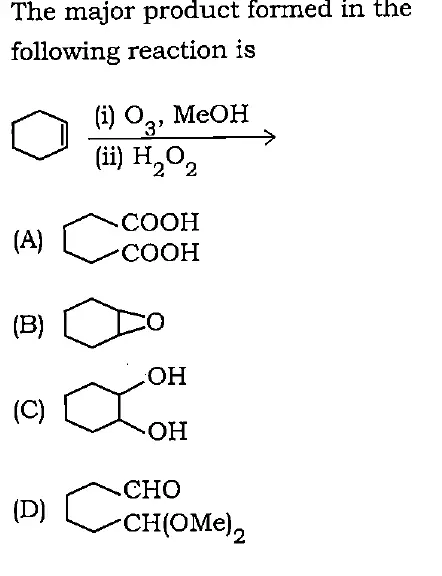 The major product formed in the
following reaction is
(i) O₃, MeOH
(ii) H₂O₂
(A) COOH
COOH
(B) O
(C) OH
OH
(D) CHO
CH(OMe)₂